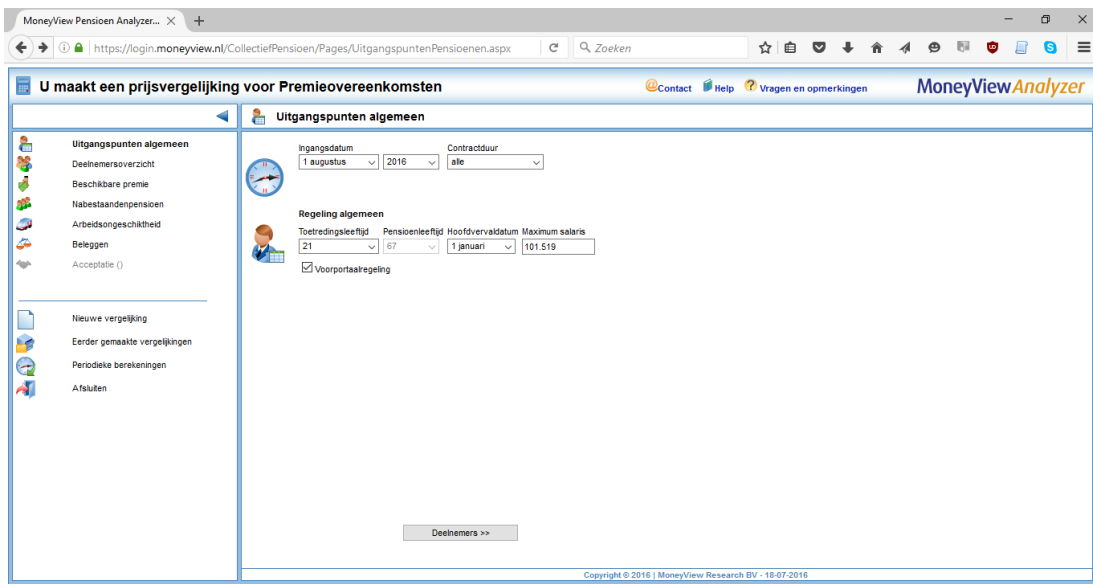 MoneyView Pensioen Analyzer...
https://login.moneyview.nl/CollectiefPensioen/Pages/UitgangspuntenPensioenen.aspx
Zoeken
U maakt een prijsvergelijking voor Premieovereenkomsten
@Contact Help Vragen en opmerkingen
MoneyView Analyzer
Uitgangspunten algemeen
Uitgangspunten algemeen
Deelnemersoverzicht
Beschikbare premie
Nabestaandenpensioen
Arbeidsongeschiktheid
Beleggen
Acceptatie ()
Nieuwe vergelijking
Eerder gemaakte vergelijkingen
Periodieke berekeningen
Afsluiten
Ingangsdatum Contractduur
1 augustus 2016 alle
Regeling algemeen
Toetredingsleeftijd Pensioenleeftijd Hoofdvervaldatum Maximum salaris
21 67 1 januari 101.519
Voorportaalregeling
Deelnemers >>
Copyright © 2016 | MoneyView Research BV - 18-07-2016